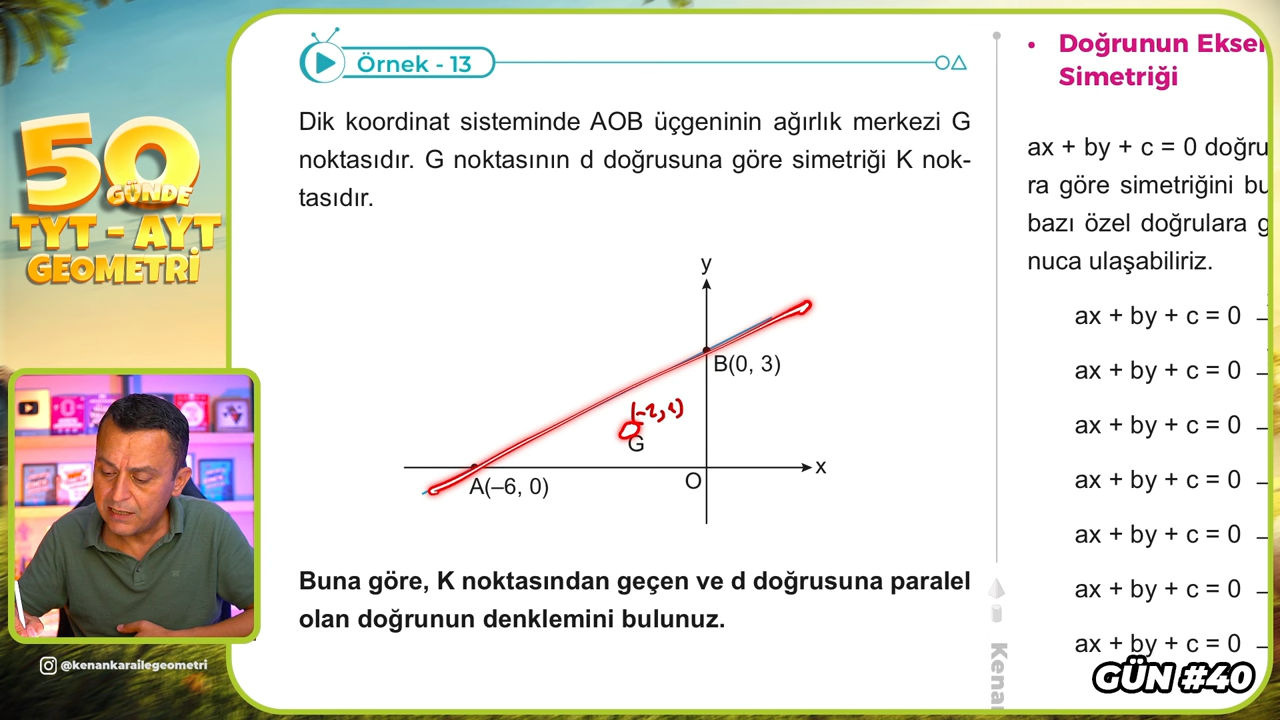 50
GÜNDE
TYT - AYT
GEOMETRİ
@kenankarailegeometri
Örnek - 13
Dik koordinat sisteminde AOB üçgeninin ağırlık merkezi G
noktasıdır. G noktasının d doğrusuna göre simetriği K nok-
tasıdır.
y
B(0, 3)
(-2,1)
G
x
A(–6, 0)
O
Buna göre, K noktasından geçen ve d doğrusuna paralel
olan doğrunun denklemini bulunuz.
• Doğrunun Eksen
Simetriği
ax + by + c = 0 doğru
ra göre simetriğini bu
bazı özel doğrulara g
nuca ulaşabiliriz.
ax + by + c = 0
ax + by + c = 0
ax + by + c = 0
ax + by + c = 0
ax + by + c = 0
ax + by + c = 0
ax + by + c = 0
Kenan
GÜN #40